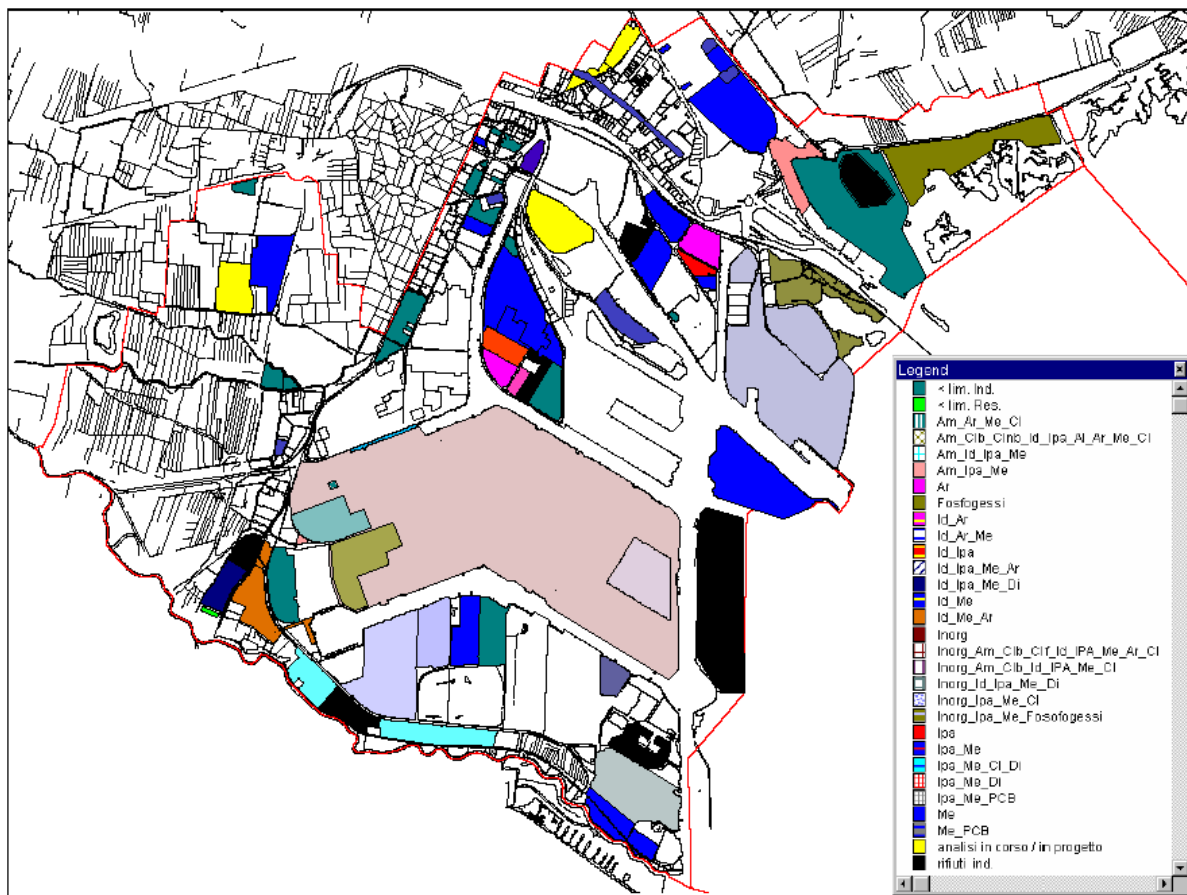 Legend
< lim. Ind.
< lim. Res.
Am_Ar_Me_Cl
Am_Clb_Clnb_Id_Ipa_Al_Ar_Me_Cl
Am_Id_Ipa_Me
Am_Ipa_Me
Ar
Fosfogessi
Id_Ar
Id_Ar_Me
Id_Ipa
Id_Ipa_Me_Ar
Id_Ipa_Me_Di
Id_Me
Id_Me_Ar
Inorg
Inorg_Am_Clb_Clf_Id_IPA_Me_Ar_Cl
Inorg_Am_Clb_Id_IPA_Me_Cl
Inorg_Id_Ipa_Me_Di
Inorg_Ipa_Me_Cl
Inorg_Ipa_Me_Fosofogessi
Ipa
Ipa_Me
Ipa_Me_Cl_Di
Ipa_Me_Di
Ipa_Me_PCB
Me
Me_PCB
analisi in corso / in progetto
rifiuti ind.